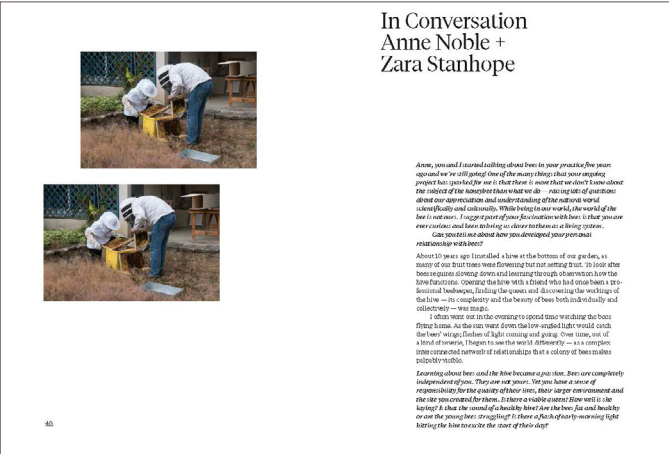 In Conversation
Anne Noble +
Zara Stanhope
Anne, you and I started talking about bees in your practice five years
ago and we're still going! One of the many things that your ongoing
project has sparked for me is that there is more that we don't know about
the subject of the honeybee than what we do — raising lots of questions
about our appreciation and understanding of the natural world
scientifically and culturally. While being in our world, the world of the
bee is not ours. I suggest part of your fascination with bees is that you are
ever curious and keen to bring us closer to them as a living system.
Can you tell me about how you developed your personal
relationship with bees?
About 10 years ago I installed a hive at the bottom of our garden, as
many of our fruit trees were flowering but not setting fruit. To look after
bees requires slowing down and learning through observation how the
hive functions. Opening the hive with a friend who had once been a pro-
fessional beekeeper, finding the queen and discovering the workings of
the hive — its complexity and the beauty of bees both individually and
collectively — was magic.
I often went out in the evening to spend time watching the bees
flying home. As the sun went down the low-angled light would catch
the bees' wings; flashes of light coming and going. Over time, out of
a kind of reverie, I began to see the world differently — as a complex
interconnected network of relationships that a colony of bees makes
palpably visible.
Learning about bees and the hive became a passion. Bees are completely
independent of you. They are not yours. Yet you have a sense of
responsibility for the quality of their lives, their larger environment and
the site you created for them. Is there a viable queen? How well is she
laying? Is that the sound of a healthy hive? Are the bees fat and healthy
or are the young bees struggling? Is there a flash of early-morning light
hitting the hive to excite the start of their day?